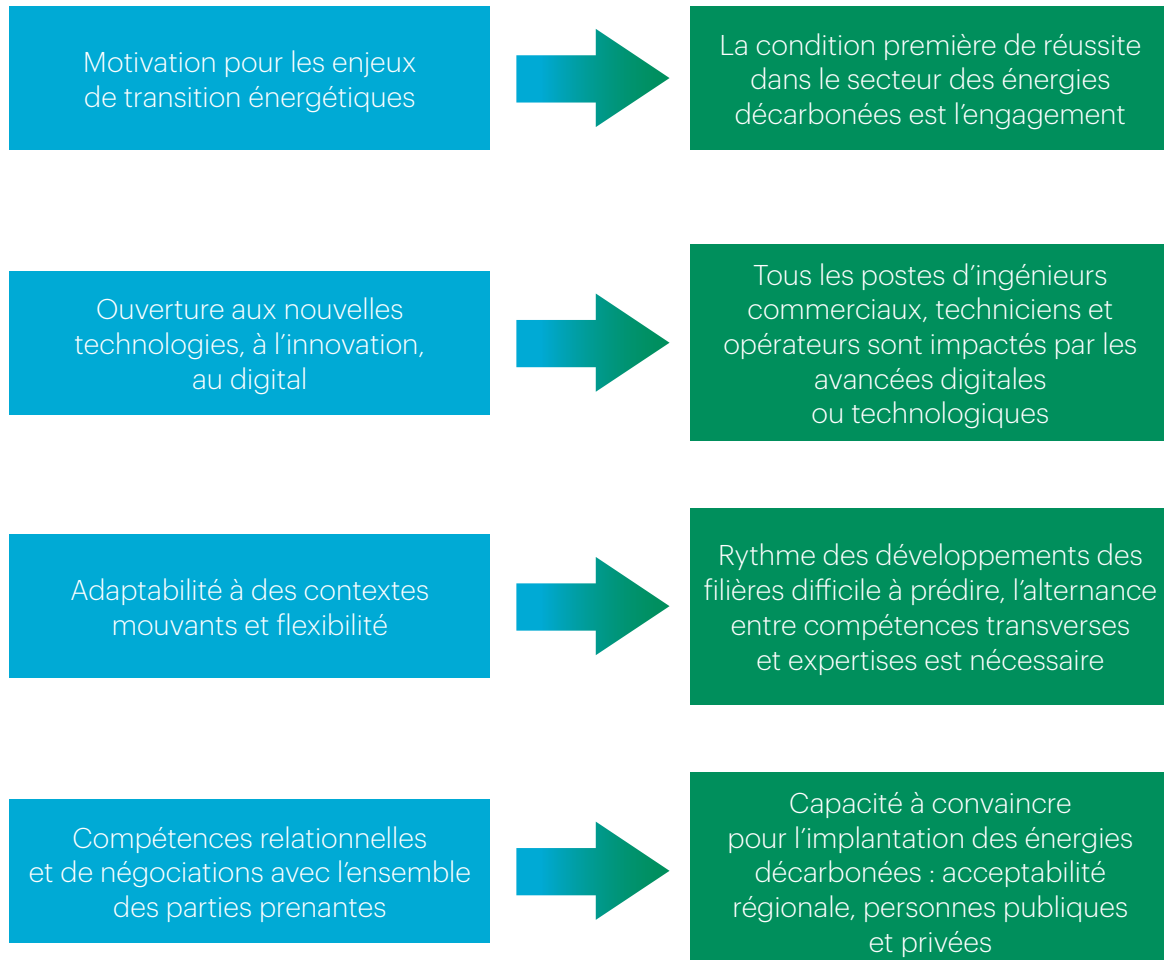 Motivation pour les enjeux
de transition énergétiques
La condition première de réussite
dans le secteur des énergies
décarbonées est l’engagement
Ouverture aux nouvelles
technologies, à l’innovation,
au digital
Tous les postes d’ingénieurs
commerciaux, techniciens et
opérateurs sont impactés par les
avancées digitales
ou technologiques
Adaptabilité à des contextes
mouvants et flexibilité
Rythme des développements des
filières difficile à prédire, l’alternance
entre compétences transverses
et expertises est nécessaire
Compétences relationnelles
et de négociations avec l’ensemble
des parties prenantes
Capacité à convaincre
pour l’implantation des énergies
décarbonées : acceptabilité
régionale, personnes publiques
et privées